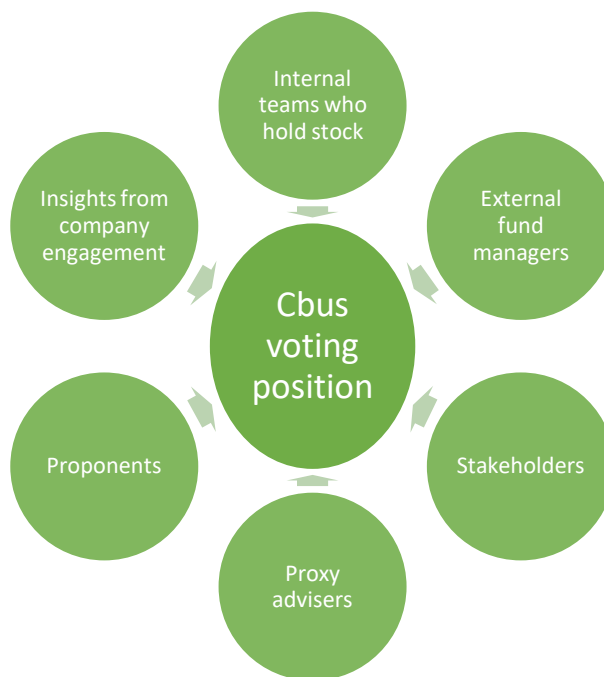 Internal
teams who
hold stock
Insights from
company
engagement
External
fund
managers
Cbus
voting
position
Proponents
Stakeholders
Proxy
advisers